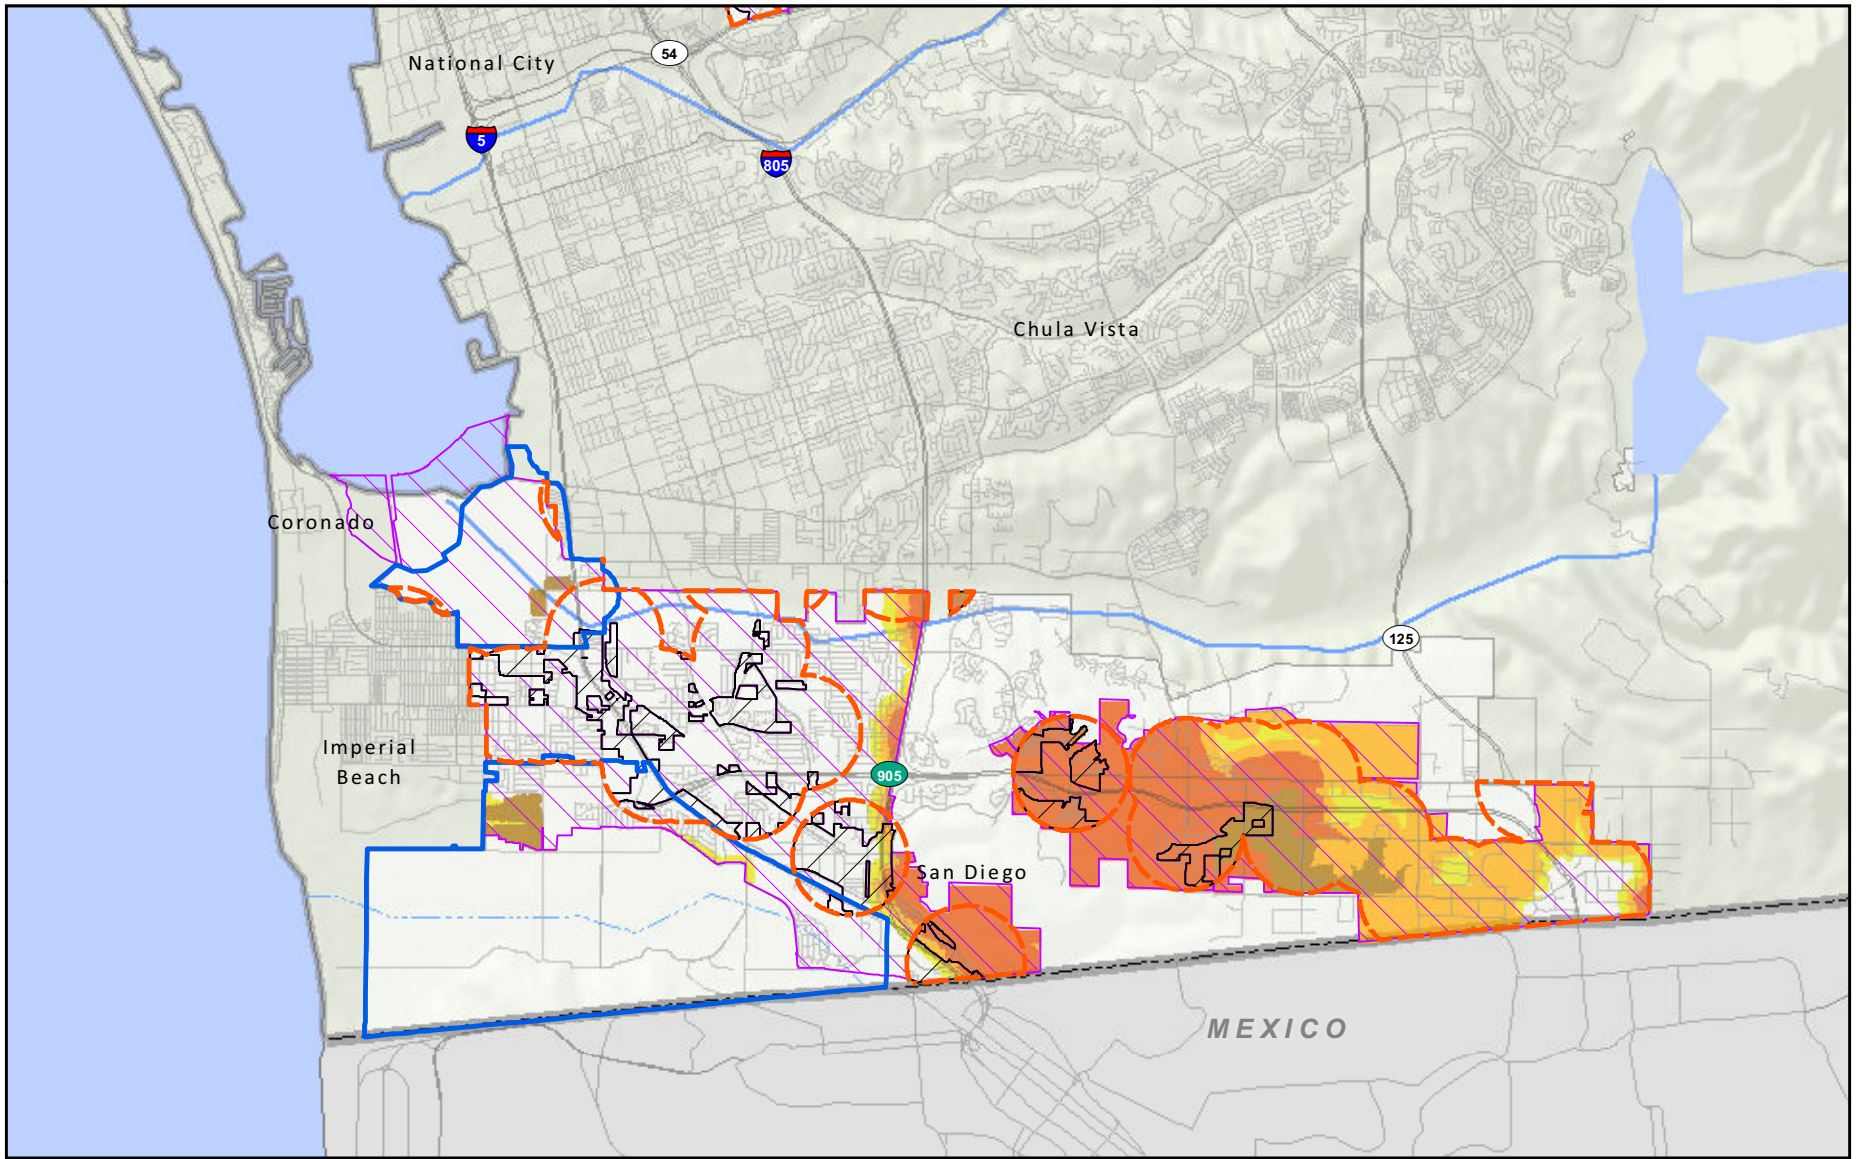 54
National City
5
805
Chula Vista
Coronado
125
Imperial
Beach
905
San Diego
MEXICO